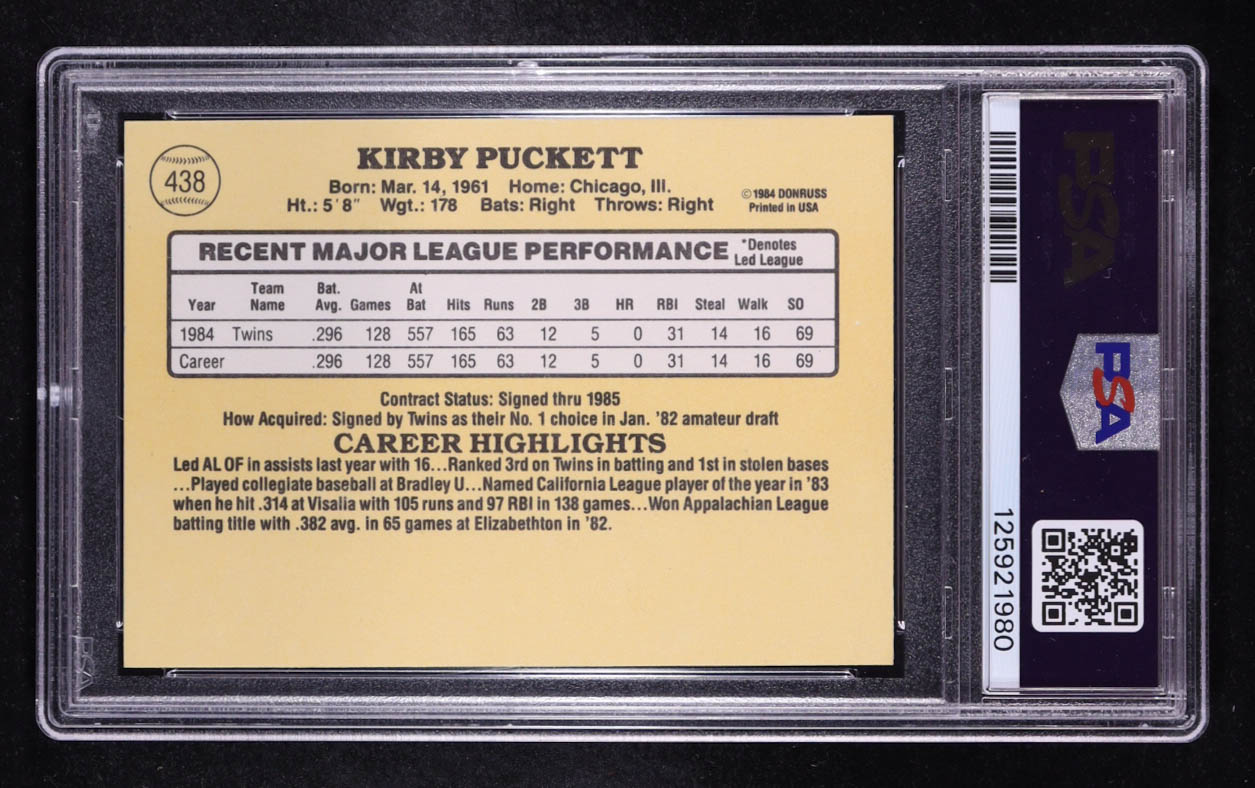 438
KIRBY PUCKETT
Born: Mar. 14, 1961 Home: Chicago, Ill.
Ht.: 5'8" Wgt.: 178 Bats: Right Throws: Right
© 1984 DONRUSS
Printed in USA
RECENT MAJOR LEAGUE PERFORMANCE *Denotes Led League
Year Team Name Bat. Avg. Games At Bat Hits Runs 2B 3B HR RBI Steal Walk SO
1984 Twins .296 128 557 165 63 12 5 0 31 14 16 69
Career .296 128 557 165 63 12 5 0 31 14 16 69
Contract Status: Signed thru 1985
How Acquired: Signed by Twins as their No. 1 choice in Jan. '82 amateur draft
CAREER HIGHLIGHTS
Led AL OF in assists last year with 16...Ranked 3rd on Twins in batting and 1st in stolen bases
...Played collegiate baseball at Bradley U...Named California League player of the year in '83
when he hit .314 at Visalia with 105 runs and 97 RBI in 138 games...Won Appalachian League
batting title with .382 avg. in 65 games at Elizabethton in '82.
PSA
PSA
125921980
PSA